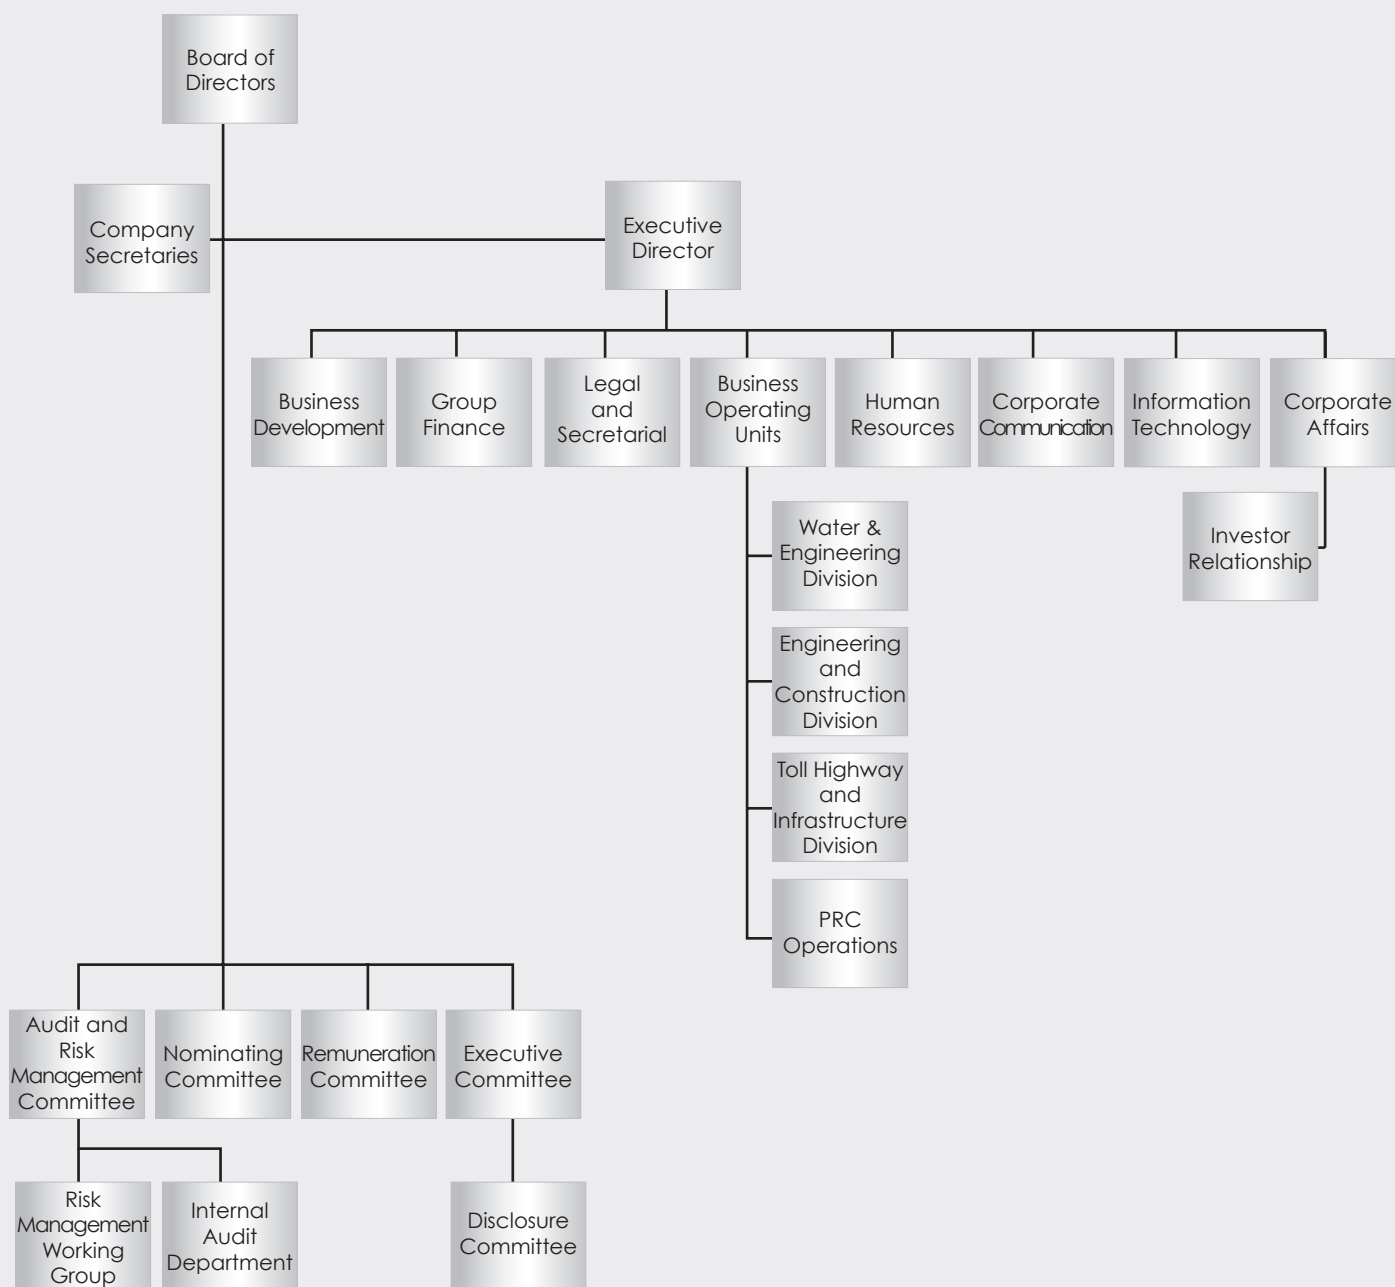 Board of
Directors
Company
Secretaries
Executive
Director
Business
Development
Group
Finance
Legal
and
Secretarial
Business
Operating
Units
Human
Resources
Corporate
Communication
Information
Technology
Corporate
Affairs
Investor
Relationship
Water &
Engineering
Division
Engineering
and
Construction
Division
Toll Highway
and
Infrastructure
Division
PRC
Operations
Audit and
Risk
Management
Committee
Nominating
Committee
Remuneration
Committee
Executive
Committee
Risk
Management
Working
Group
Internal
Audit
Department
Disclosure
Committee